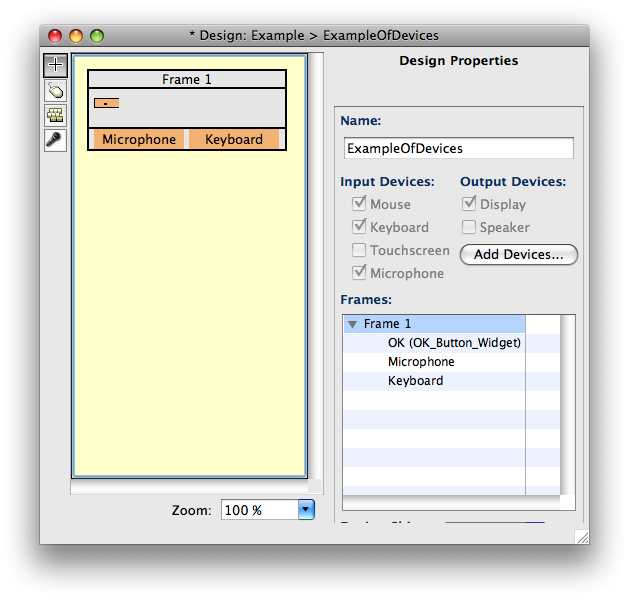 * Design: Example > ExampleOfDevices
Frame 1
Microphone Keyboard
Zoom: 100 %
Design Properties
Name:
ExampleOfDevices
Input Devices: Output Devices:
Mouse Display
Keyboard Speaker
Touchscreen Add Devices...
Microphone
Frames:
Frame 1
OK (OK_Button_Widget)
Microphone
Keyboard